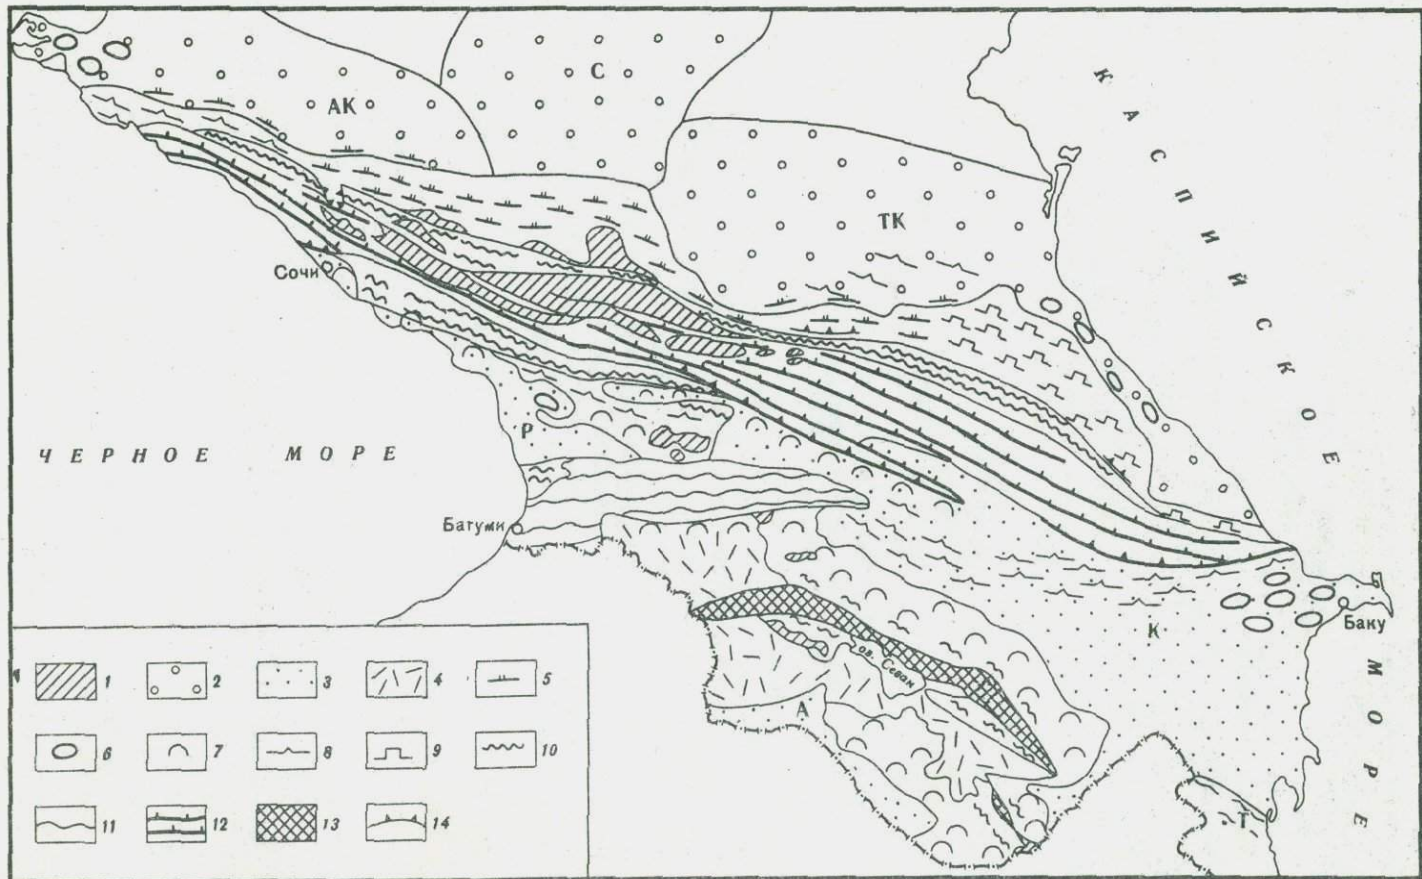 С
АК
ТК
КАСПИЙСКОЕ
МОРЕ
Сочи
Р
ЧЕРНОЕ МОРЕ
Батуми
К
Баку
оз. Севан
А
Т
1 2 3 4 5
6 7 8 9 10
11 12 13 14